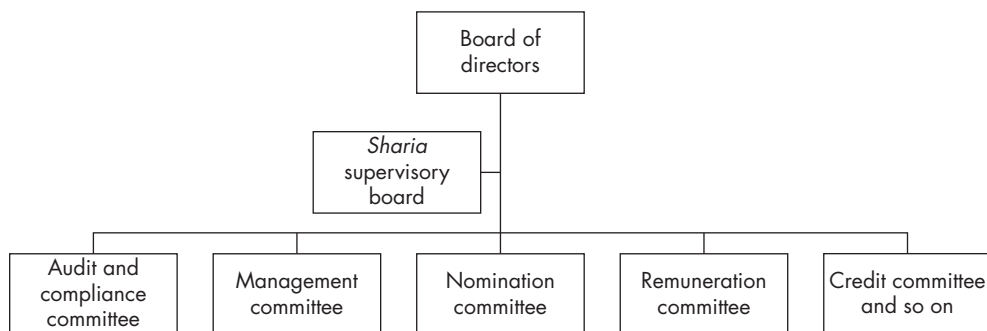 Board of
directors
Sharia
supervisory
board
Audit and
compliance
committee
Management
committee
Nomination
committee
Remuneration
committee
Credit committee
and so on